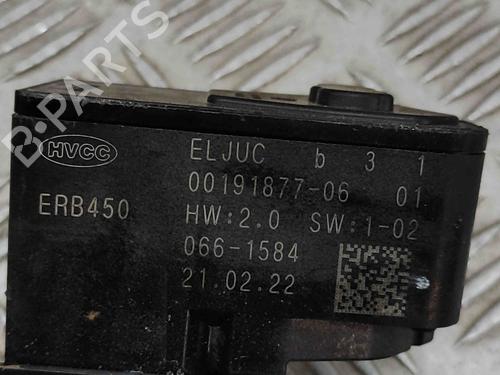 B-PARTS
HVCC
ELJUC b 3 1
00191877-06 01
ERB450
HW:2.0 SW:1-02
066-1584
21.02.22